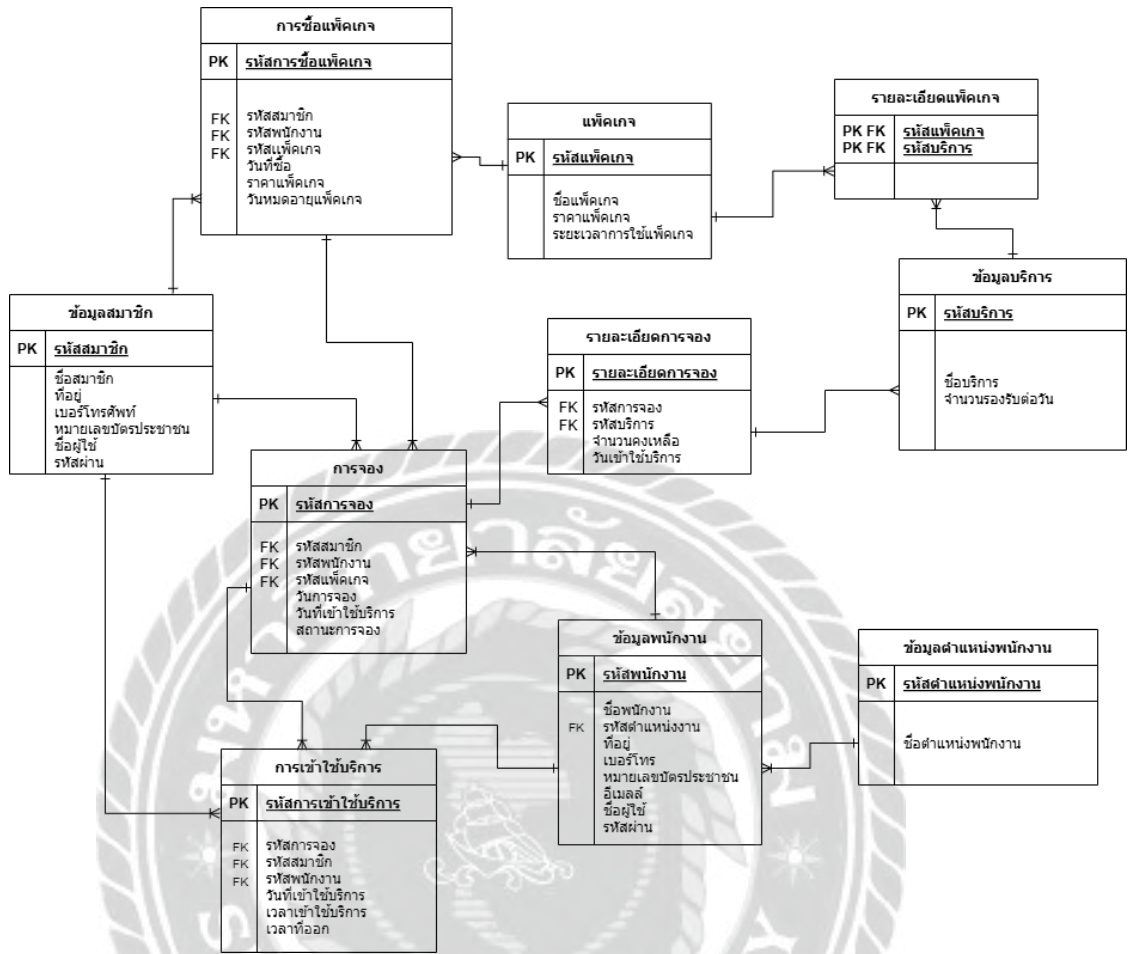 การซื้อแพ็คเกจ
PK รหัสการซื้อแพ็คเกจ
FK รหัสสมาชิก
FK รหัสพนักงาน
FK รหัสแพ็คเกจ
วันที่ซื้อ
ราคาแพ็คเกจ
วันหมดอายุแพ็คเกจ
แพ็คเกจ
PK รหัสแพ็คเกจ
ชื่อแพ็คเกจ
ราคาแพ็คเกจ
ระยะเวลาการใช้แพ็คเกจ
รายละเอียดแพ็คเกจ
PK FK รหัสแพ็คเกจ
PK FK รหัสบริการ
ข้อมูลสมาชิก
PK รหัสสมาชิก
ชื่อสมาชิก
ที่อยู่
เบอร์โทรศัพท์
หมายเลขบัตรประชาชน
ชื่อผู้ใช้
รหัสผ่าน
รายละเอียดการจอง
PK รายละเอียดการจอง
FK รหัสการจอง
FK รหัสบริการ
จำนวนคงเหลือ
วันเข้าใช้บริการ
ข้อมูลบริการ
PK รหัสบริการ
ชื่อบริการ
จำนวนรองรับต่อวัน
การจอง
PK รหัสการจอง
FK รหัสสมาชิก
FK รหัสพนักงาน
FK รหัสแพ็คเกจ
วันการจอง
วันที่เข้าใช้บริการ
สถานะการจอง
ข้อมูลพนักงาน
PK รหัสพนักงาน
ชื่อพนักงาน
FK รหัสตำแหน่งงาน
ที่อยู่
เบอร์โทร
หมายเลขบัตรประชาชน
อีเมลล์
ชื่อผู้ใช้
รหัสผ่าน
ข้อมูลตำแหน่งพนักงาน
PK รหัสตำแหน่งพนักงาน
ชื่อตำแหน่งพนักงาน
การเข้าใช้บริการ
PK รหัสการเข้าใช้บริการ
FK รหัสการจอง
FK รหัสสมาชิก
FK รหัสพนักงาน
วันที่เข้าใช้บริการ
เวลาเข้าใช้บริการ
เวลาที่ออก